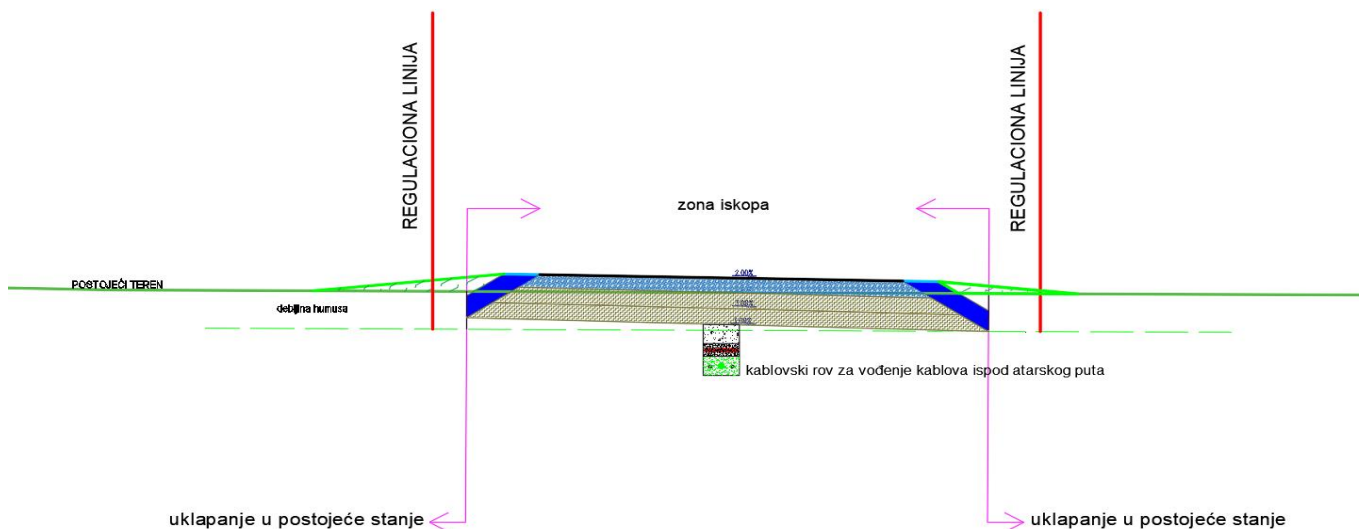 REGULACIONA LINIJA
REGULACIONA LINIJA
zona iskopa
2.00%
POSTOJEĆI TEREN
debljina humusa
kablovski rov za vođenje kablova ispod atarskog puta
uklapanje u postojeće stanje
uklapanje u postojeće stanje